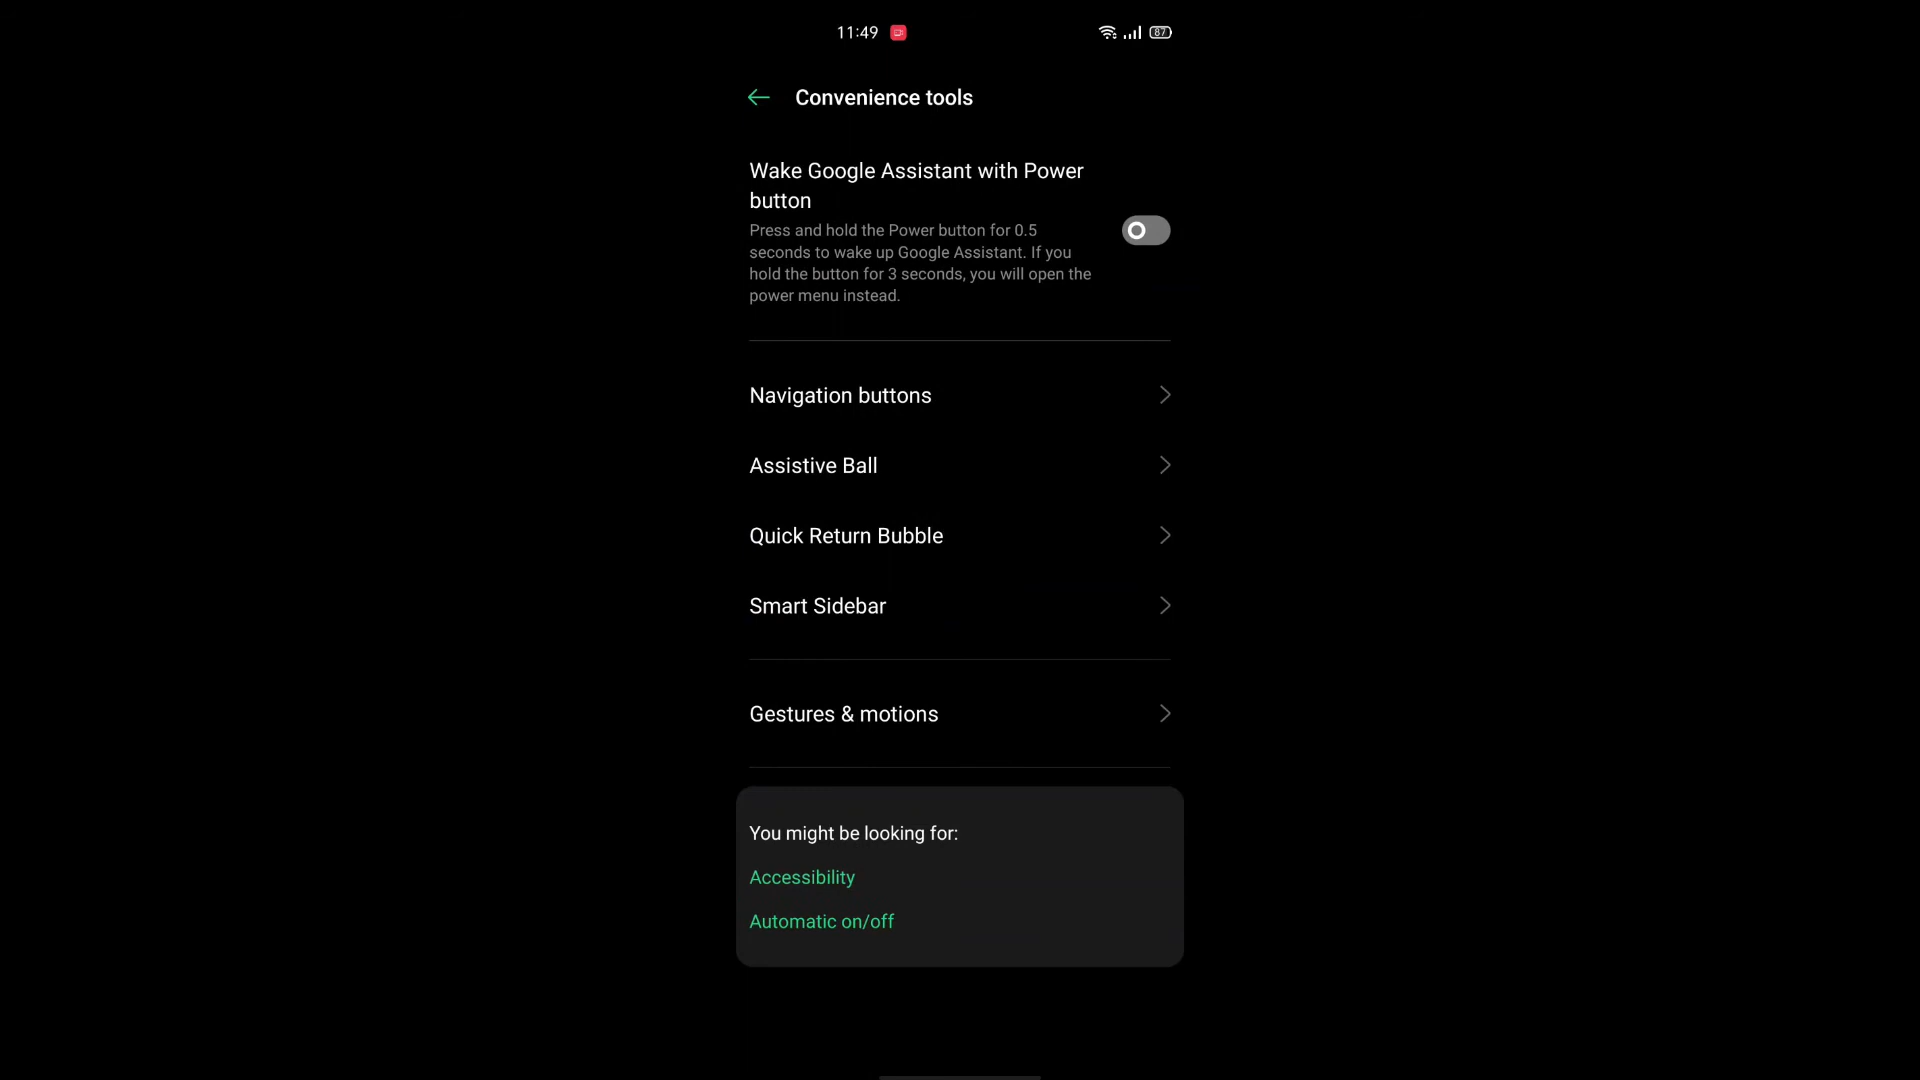 11:49
87
Convenience tools
Wake Google Assistant with Power
button
Press and hold the Power button for 0.5
seconds to wake up Google Assistant. If you
hold the button for 3 seconds, you will open the
power menu instead.
Navigation buttons
Assistive Ball
Quick Return Bubble
Smart Sidebar
Gestures & motions
You might be looking for:
Accessibility
Automatic on/off